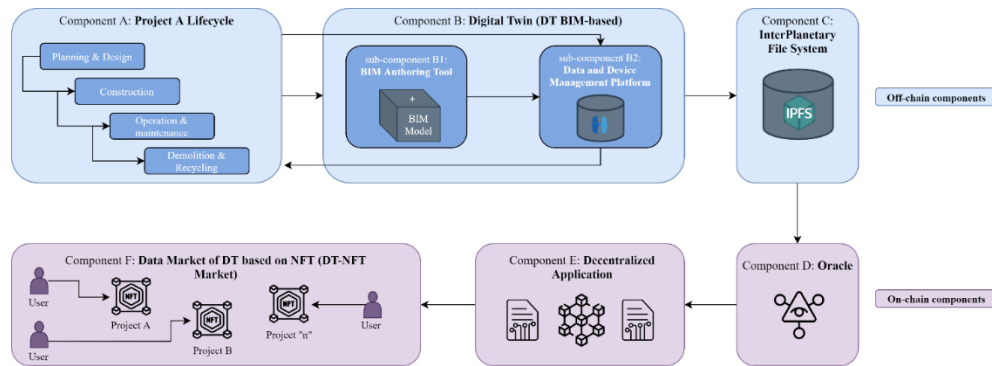 Component A: Project A Lifecycle
Planning & Design
Construction
Operation &
maintenance
Demolition &
Recycling
Component B: Digital Twin (DT BIM-based)
sub-component B1:
BIM Authoring Tool
+
BIM
Model
sub-component B2:
Data and Device
Management Platform
Component C:
InterPlanetary
File System
IPFS
Off-chain components
Component F: Data Market of DT based on NFT (DT-NFT
Market)
User
NFT
Project A
User
NFT
Project B
NFT
Project "n"
User
Component E: Decentralized
Application
Component D: Oracle
On-chain components